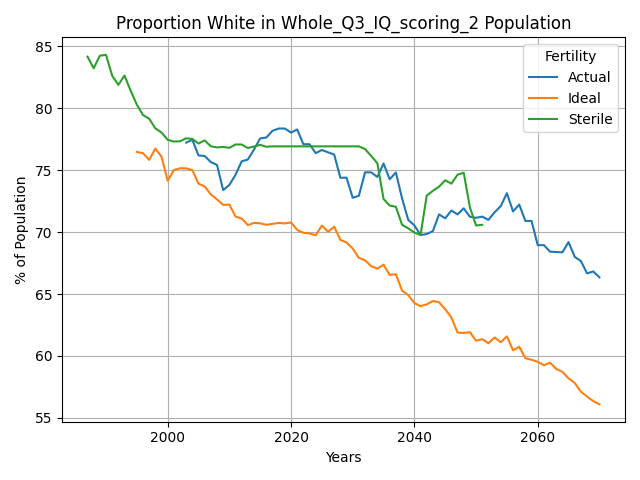 Proportion White in Whole_Q3_IQ_scoring_2 Population
Fertility
Actual
Ideal
Sterile
% of Population
85
80
75
70
65
60
55
2000
2020
2040
2060
Years